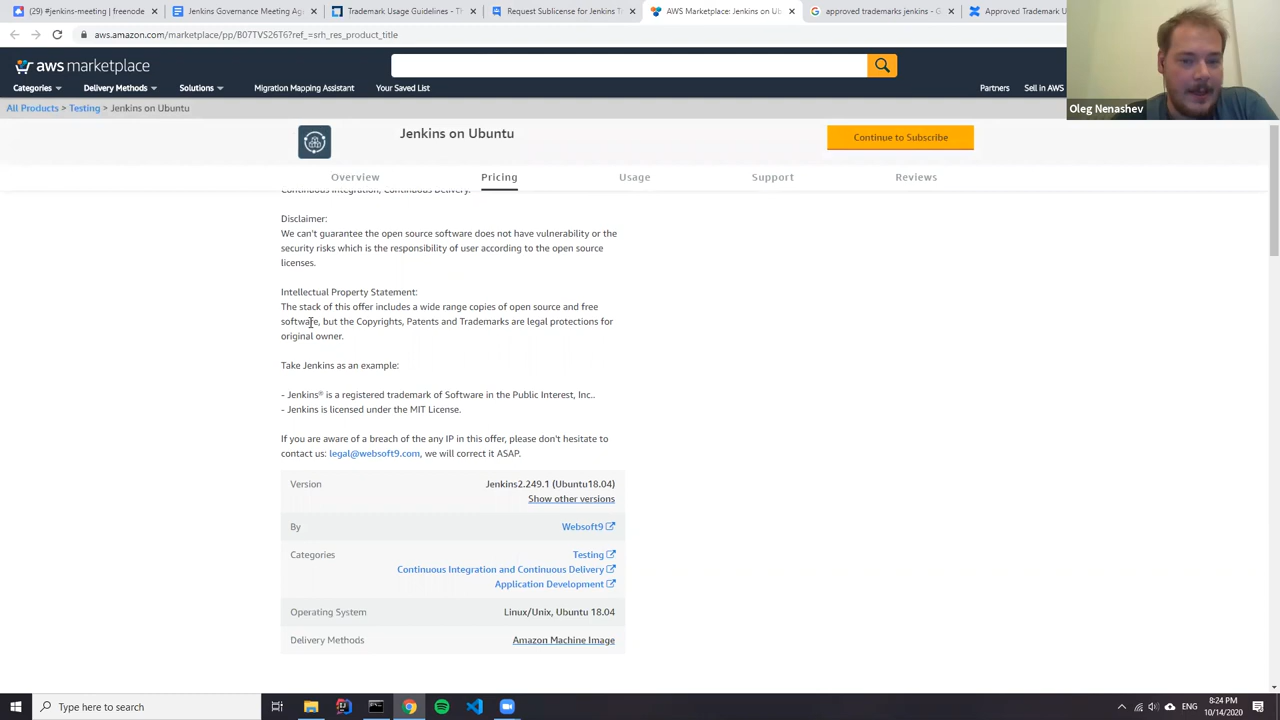 (29) #jenkins-meeting | freenode
Jenkins Governance Meeting Ag
Trademark Usage Guidelines - Th
Request Sublicense for Jenkins T
AWS Marketplace: Jenkins on Ubu
approved trademarks jenkins - G
Approved Trademark U
aws.amazon.com/marketplace/pp/B07TVS26T6?ref_=srh_res_product_title
aws marketplace
Categories
Delivery Methods
Solutions
Migration Mapping Assistant
Your Saved List
Partners
Sell in AWS
Oleg Nenashev
All Products > Testing > Jenkins on Ubuntu
Jenkins on Ubuntu
Continue to Subscribe
Overview
Pricing
Usage
Support
Reviews
Continuous Integration, Continuous Delivery.
Disclaimer:
We can't guarantee the open source software does not have vulnerability or the
security risks which is the responsibility of user according to the open source
licenses.
Intellectual Property Statement:
The stack of this offer includes a wide range copies of open source and free
software, but the Copyrights, Patents and Trademarks are legal protections for
original owner.
Take Jenkins as an example:
- Jenkins® is a registered trademark of Software in the Public Interest, Inc..
- Jenkins is licensed under the MIT License.
If you are aware of a breach of the any IP in this offer, please don't hesitate to
contact us: legal@websoft9.com, we will correct it ASAP.
Version
Jenkins2.249.1 (Ubuntu18.04)
Show other versions
By
Websoft9
Categories
Testing
Continuous Integration and Continuous Delivery
Application Development
Operating System
Linux/Unix, Ubuntu 18.04
Delivery Methods
Amazon Machine Image
Type here to search
ENG
8:24 PM
10/14/2020